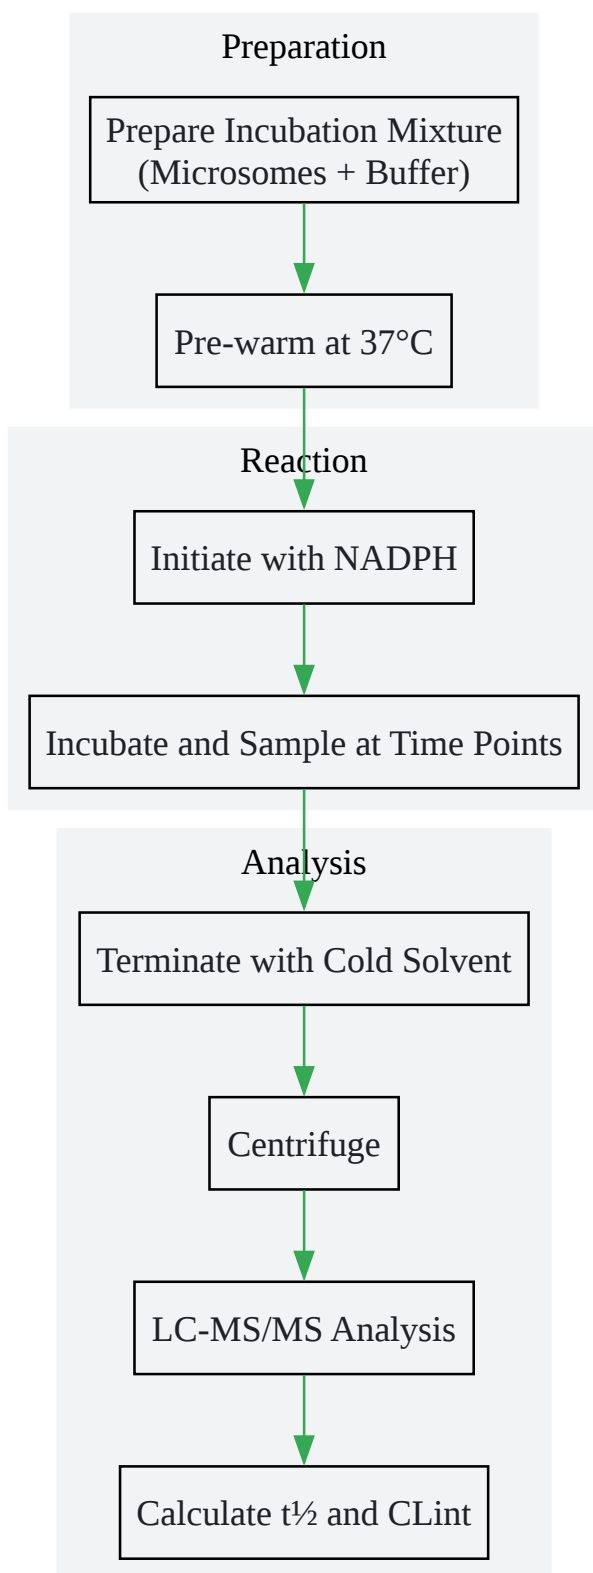 Preparation
Prepare Incubation Mixture
(Microsomes + Buffer)
Pre-warm at 37°C
Reaction
Initiate with NADPH
Incubate and Sample at Time Points
Analysis
Terminate with Cold Solvent
Centrifuge
LC-MS/MS Analysis
Calculate t½ and CLint